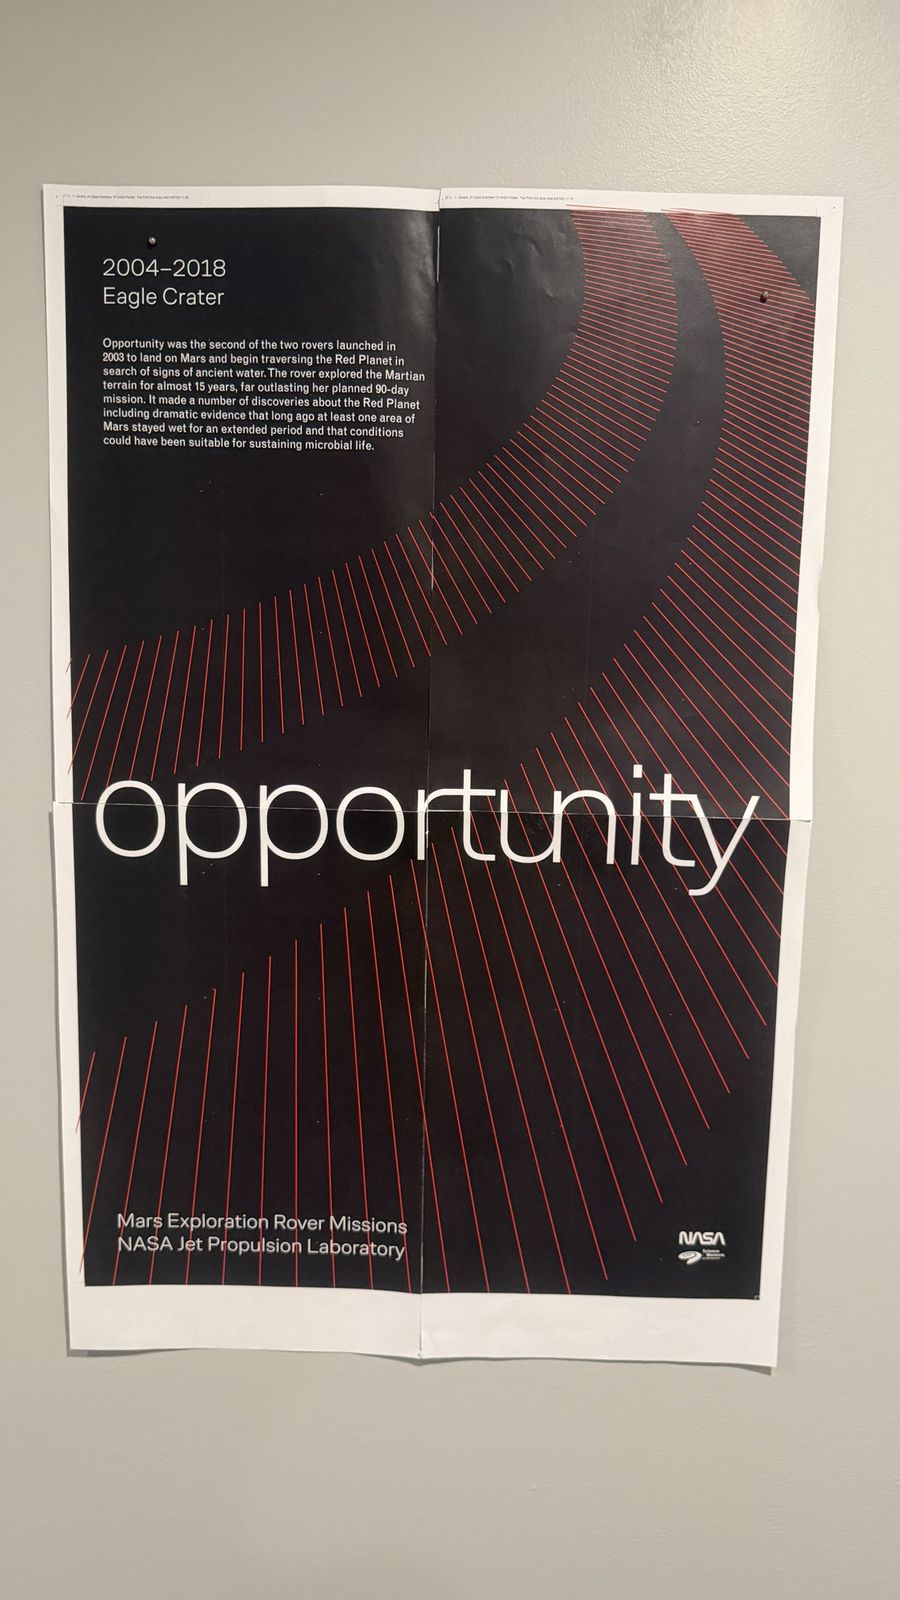 2004–2018
Eagle Crater
Opportunity was the second of the two rovers launched in
2003 to land on Mars and begin traversing the Red Planet in
search of signs of ancient water. The rover explored the Martian
terrain for almost 15 years, far outlasting her planned 90-day
mission. It made a number of discoveries about the Red Planet
including dramatic evidence that long ago at least one area of
Mars stayed wet for an extended period and that conditions
could have been suitable for sustaining microbial life.
opportunity
Mars Exploration Rover Missions
NASA Jet Propulsion Laboratory
NASA
Science